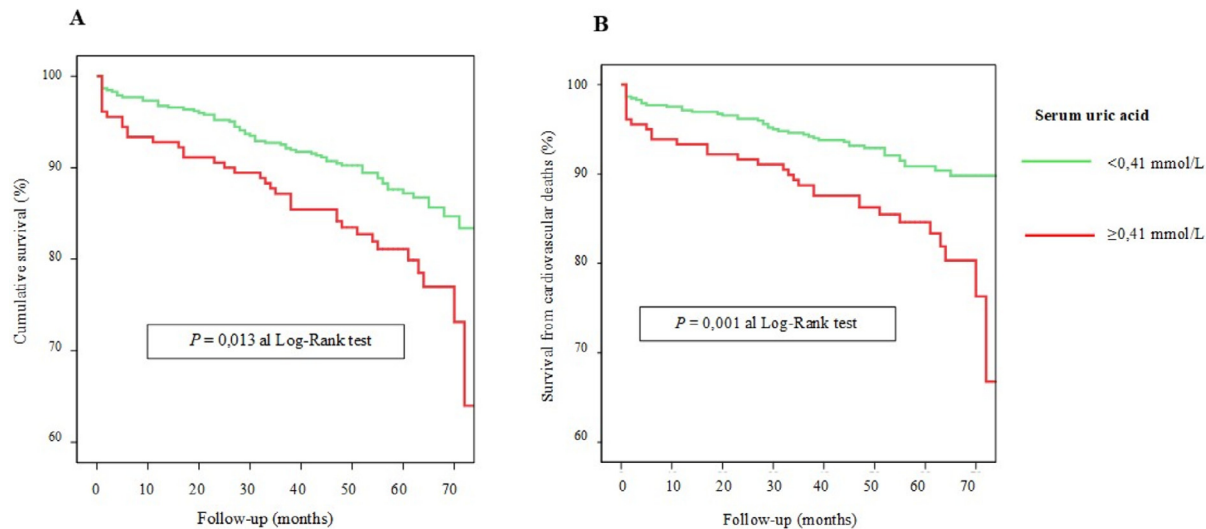 A
Cumulative survival (%)
100
90
80
70
60
P = 0,013 al Log-Rank test
0 10 20 30 40 50 60 70
Follow-up (months)
B
Survival from cardiovascular deaths (%)
100
90
80
70
60
P = 0,001 al Log-Rank test
0 10 20 30 40 50 60 70
Follow-up (months)
Serum uric acid
<0,41 mmol/L
≥0,41 mmol/L